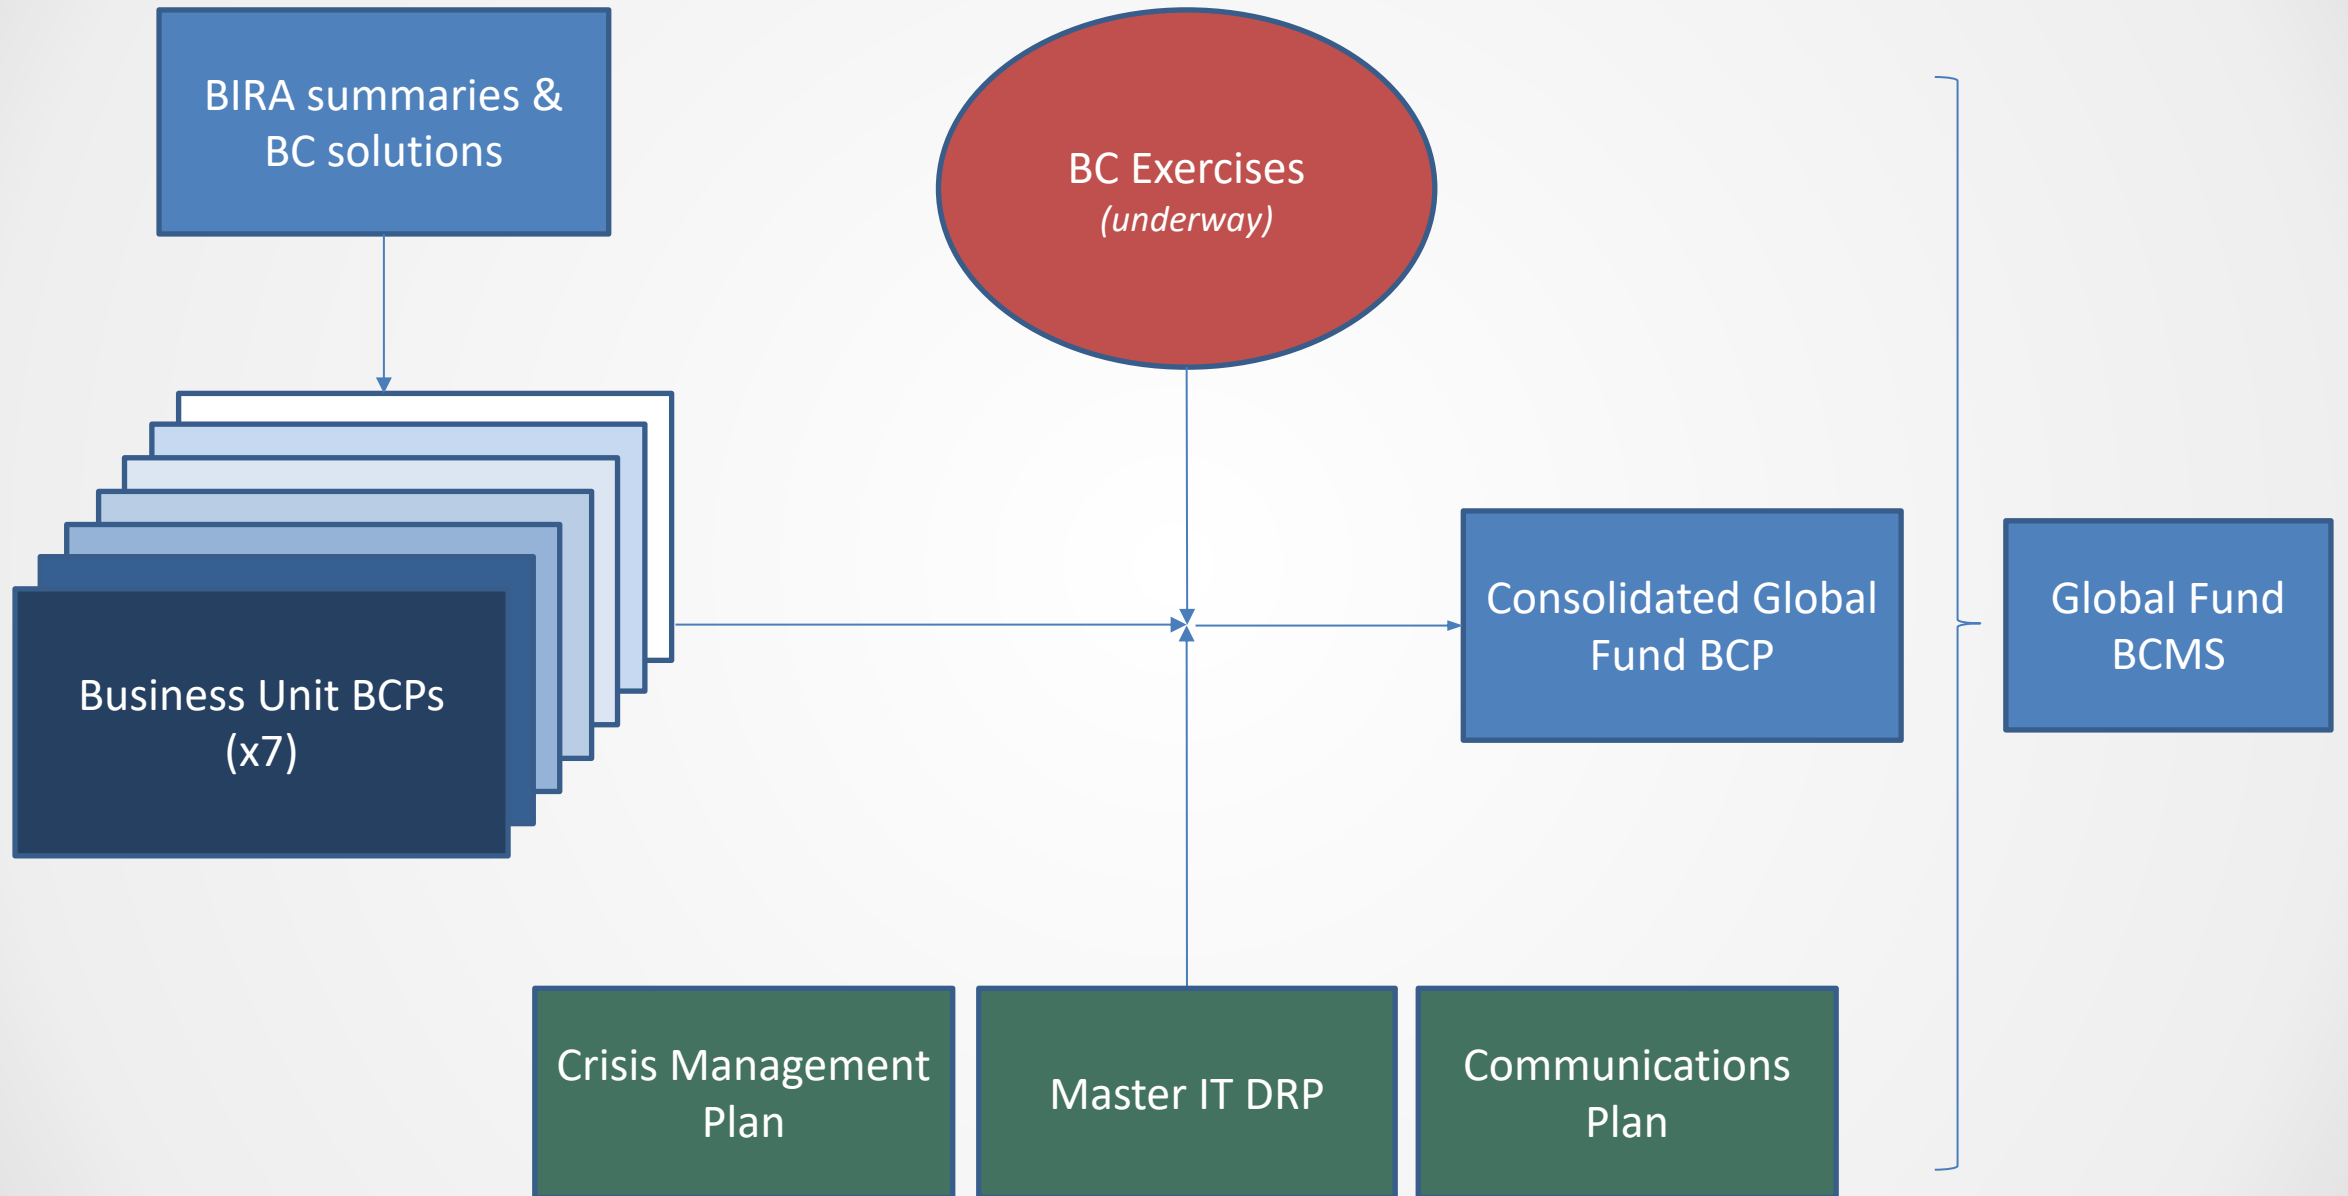 BIRA summaries &
BC solutions
BC Exercises
(underway)
Business Unit BCPs
(x7)
Consolidated Global
Fund BCP
Global Fund
BCMS
Crisis Management
Plan
Master IT DRP
Communications
Plan